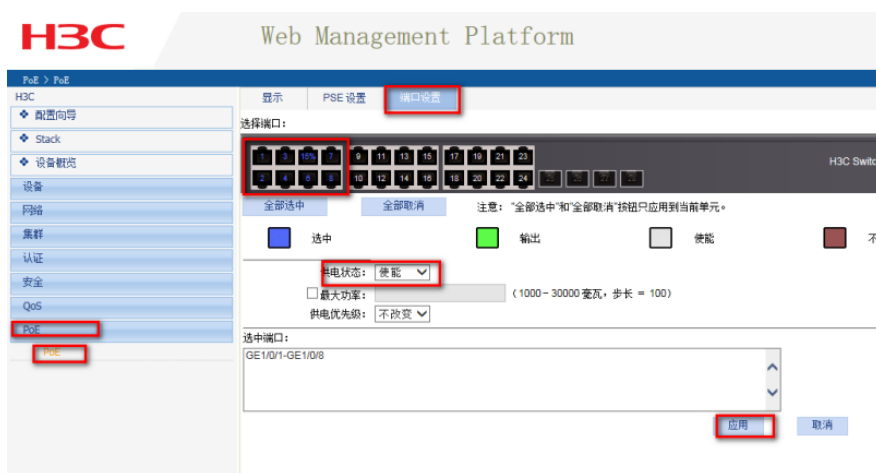 H3C
Web Management Platform
PoE > PoE
H3C
配置向导
Stack
设备概览
设备
网络
集群
认证
安全
QoS
PoE
PoE
显示 PSE 设置 端口设置
选择端口：
1 3 15% 7 9 11 13 15 17 19 21 23
2 4 6 8 10 12 14 16 18 20 22 24 25 26 27 28
H3C Switc
全部选中 全部取消 注意： "全部选中"和"全部取消"按钮只应用到当前单元。
选中 输出 使能 不
供电状态： 使能
最大功率： (1000 - 30000 毫瓦，步长 = 100)
供电优先级： 不改变
选中端口：
GE1/0/1-GE1/0/8
应用 取消